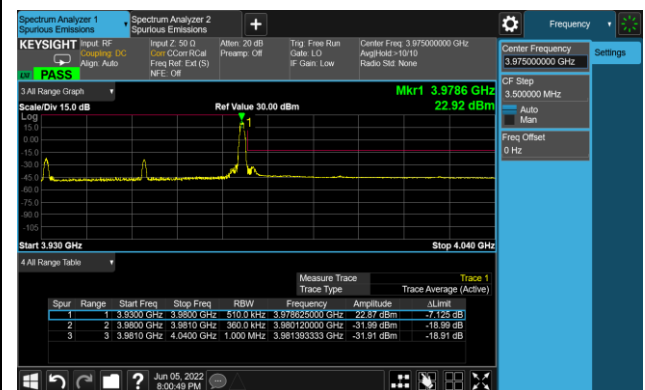 Spectrum Analyzer 1
Spurious Emissions
Spectrum Analyzer 2
Spurious Emissions
+
Frequency
KEYSIGHT
Input: RF
Coupling: DC
Align: Auto
Input Z: 50 Ω
Corr CCorr RCal
Freq Ref: Ext (S)
NFE: Off
Atten: 20 dB
Preamp: Off
Trig: Free Run
Gate: LO
IF Gain: Low
Center Freq: 3.975000000 GHz
Avg|Hold:>10/10
Radio Std: None
PASS
Center Frequency
3.975000000 GHz
Settings
CF Step
3.500000 MHz
Auto
Man
Freq Offset
0 Hz
3 All Range Graph
Mkr1 3.9786 GHz
22.92 dBm
Scale/Div 15.0 dB
Ref Value 30.00 dBm
Log
15.0
0.00
-15.0
-30.0
-45.0
-60.0
-75.0
-90.0
-105
1
Start 3.930 GHz
Stop 4.040 GHz
4 All Range Table
Measure Trace Trace 1
Trace Type Trace Average (Active)
Spur Range Start Freq Stop Freq RBW Frequency Amplitude ΔLimit
1 1 3.9300 GHz 3.9800 GHz 510.0 kHz 3.978625000 GHz 22.87 dBm -7.125 dB
2 2 3.9800 GHz 3.9810 GHz 360.0 kHz 3.980120000 GHz -31.99 dBm -18.99 dB
3 3 3.9810 GHz 4.0400 GHz 1.000 MHz 3.981393333 GHz -31.91 dBm -18.91 dB
?
Jun 05, 2022
8:00:49 PM